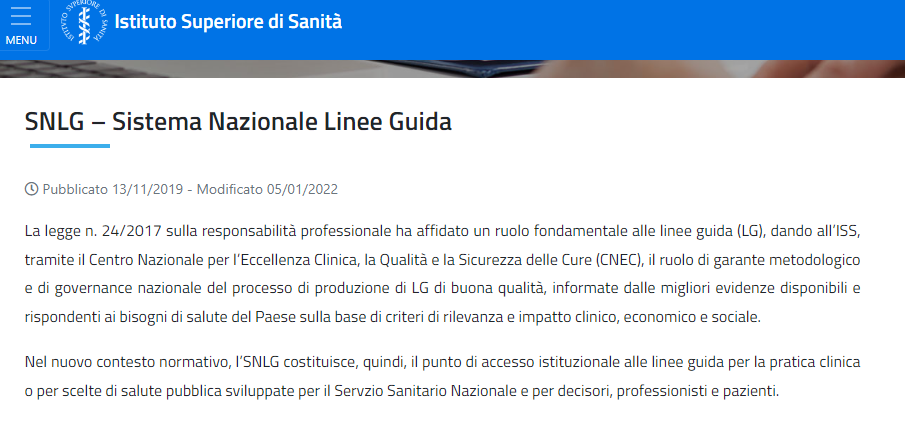 MENU
ISTITUTO SUPERIORE DI SANITÀ
Istituto Superiore di Sanità
SNLG – Sistema Nazionale Linee Guida
Pubblicato 13/11/2019 - Modificato 05/01/2022
La legge n. 24/2017 sulla responsabilità professionale ha affidato un ruolo fondamentale alle linee guida (LG), dando all’ISS,
tramite il Centro Nazionale per l’Eccellenza Clinica, la Qualità e la Sicurezza delle Cure (CNEC), il ruolo di garante metodologico
e di governance nazionale del processo di produzione di LG di buona qualità, informate dalle migliori evidenze disponibili e
rispondenti ai bisogni di salute del Paese sulla base di criteri di rilevanza e impatto clinico, economico e sociale.
Nel nuovo contesto normativo, l’SNLG costituisce, quindi, il punto di accesso istituzionale alle linee guida per la pratica clinica
o per scelte di salute pubblica sviluppate per il Servzio Sanitario Nazionale e per decisori, professionisti e pazienti.